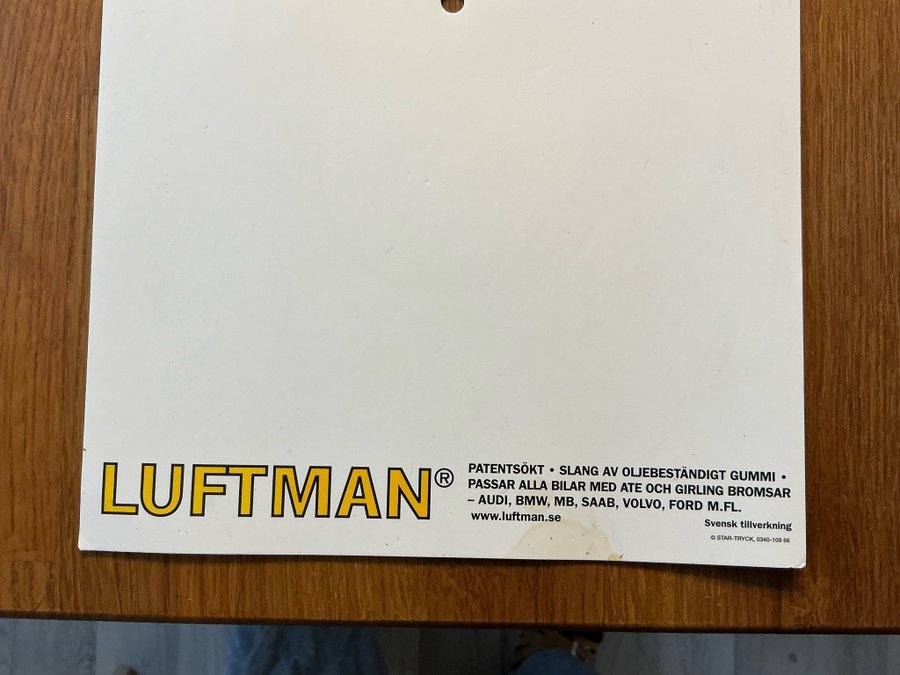 LUFTMAN®
PATENTSÖKT • SLANG AV OLJEBESTÄNDIGT GUMMI •
PASSAR ALLA BILAR MED ATE OCH GIRLING BROMSAR
– AUDI, BMW, MB, SAAB, VOLVO, FORD M.FL.
www.luftman.se
Svensk tillverkning
© STAR-TRYCK, 0340-109 66